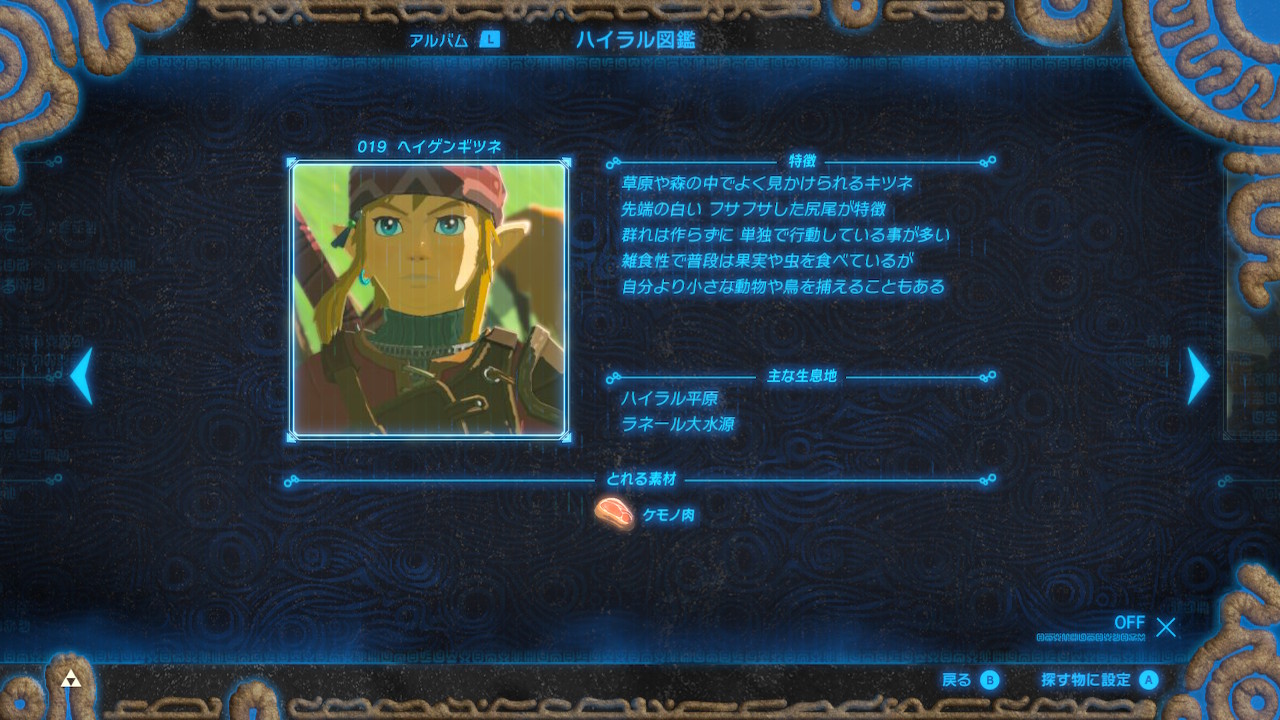 アルバム L
ハイラル図鑑
019 ヘイゲンギツネ
特徴
草原や森の中でよく見かけられるキツネ
先端の白い フサフサした尻尾が特徴
群れは作らずに 単独で行動している事が多い
雑食性で普段は果実や虫を食べているが
自分より小さな動物や鳥を捕えることもある
主な生息地
ハイラル平原
ラネール大水源
とれる素材
ケモノ肉
OFF
戻る B
探す物に設定 A